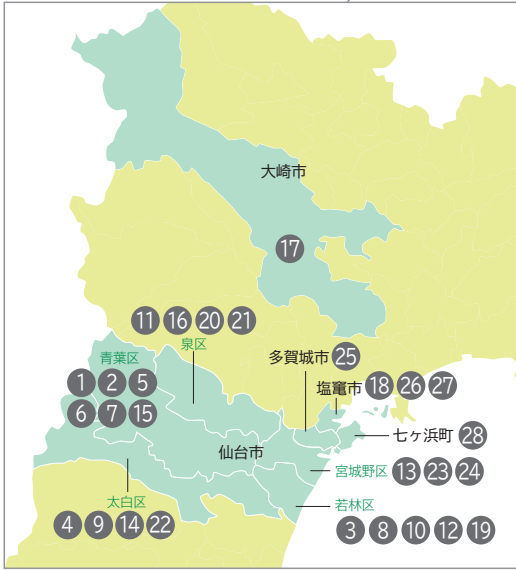 大崎市
17
11 16 20 21
泉区
青葉区
1 2 5
6 7 15
多賀城市 25
塩竈市 18 26 27
七ヶ浜町 28
仙台市
宮城野区 13 23 24
太白区
4 9 14 22
若林区
3 8 10 12 19